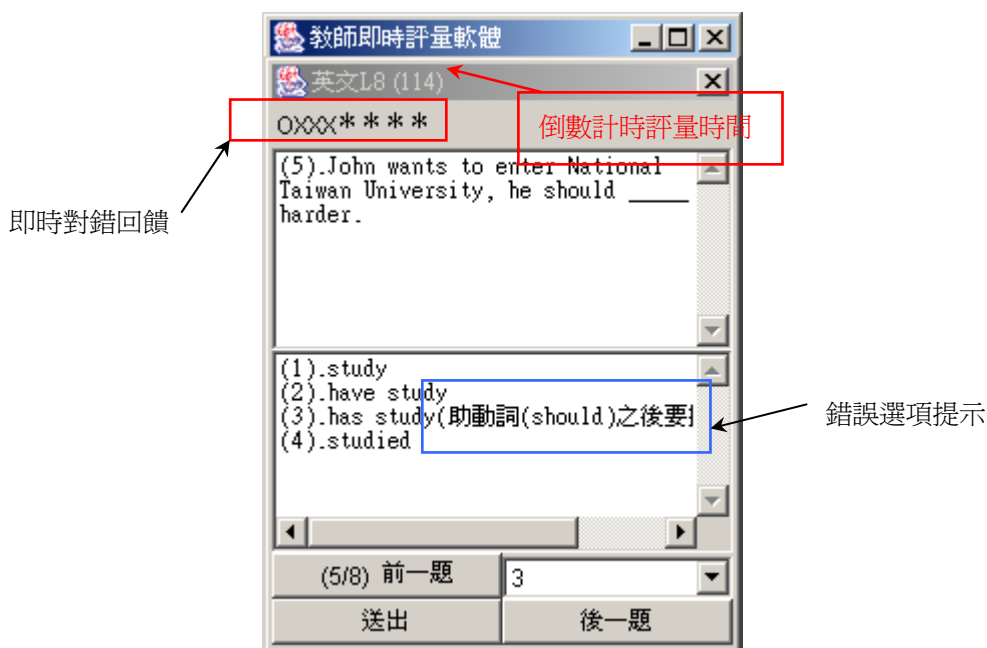 教師即時評量軟體
英文L8 (114)
OXXX＊＊＊＊
倒數計時評量時間
(5).John wants to enter National
Taiwan University, he should _____
harder.
即時對錯回饋
(1).study
(2).have study
(3).has study(助動詞(should)之後要
(4).studied
錯誤選項提示
(5/8) 前一題
3
送出
後一題